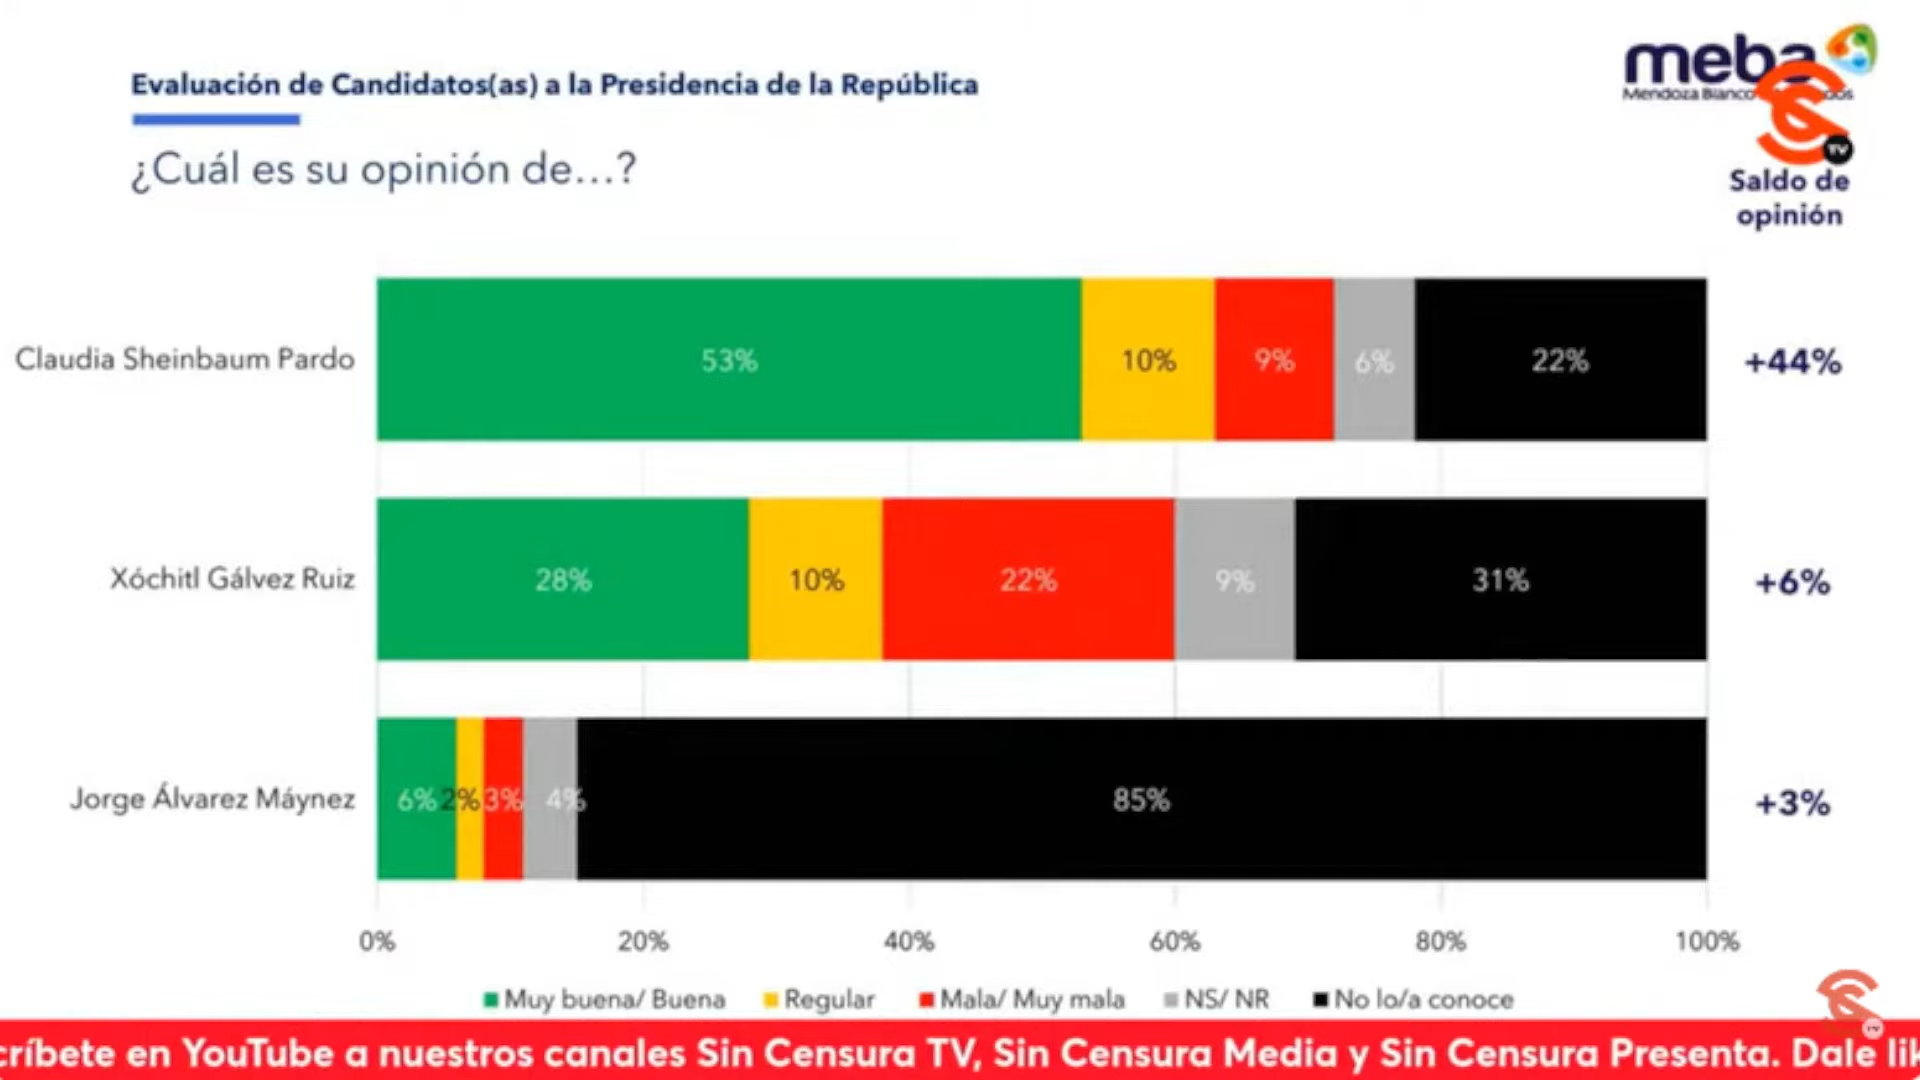 meba
Mendoza Blanco
Evaluación de Candidatos(as) a la Presidencia de la República
¿Cuál es su opinión de...?
TV
Saldo de
opinión
Claudia Sheinbaum Pardo 53% 10% 9% 6% 22% +44%
Xóchitl Gálvez Ruiz 28% 10% 22% 9% 31% +6%
Jorge Álvarez Máynez 6% 2% 3% 4% 85% +3%
0% 20% 40% 60% 80% 100%
Muy buena/ Buena Regular Mala/ Muy mala NS/ NR No lo/a conoce
TV
en YouTube a nuestros canales Sin Censura TV, Sin Censura Media y Sin Censura Presenta. Dale